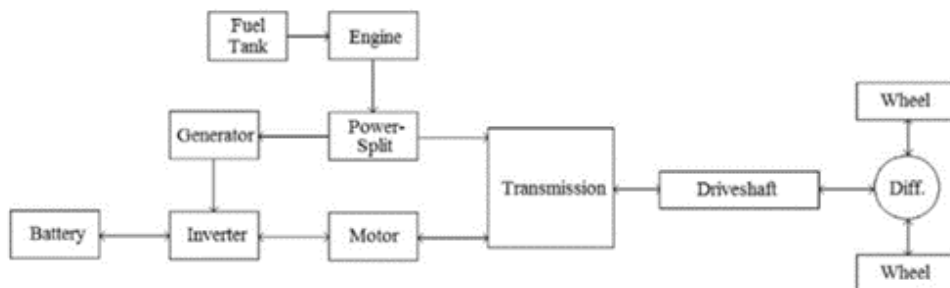 Fuel
Tank
Engine
Wheel
Generator
Power-
Split
Transmission
Driveshaft
Diff.
Battery
Inverter
Motor
Wheel